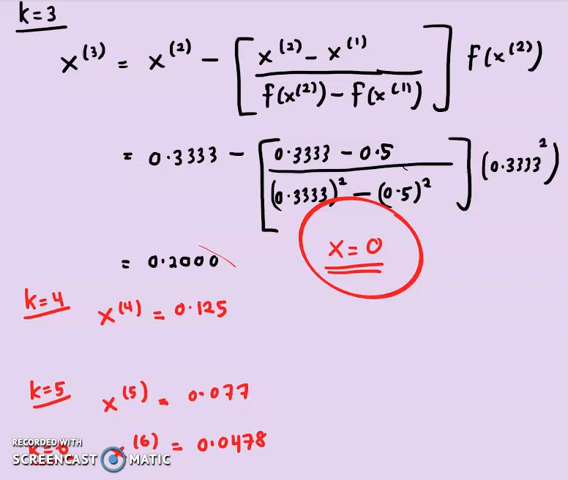 k=3
x^(3) = x^(2) - [ (x^(2) - x^(1)) / (f(x^(2)) - f(x^(1))) ] f(x^(2))
= 0.3333 - [ (0.3333 - 0.5) / ((0.3333)^2 - (0.5)^2) ] (0.3333^2)
= 0.2000
x = 0
k=4 x^(4) = 0.125
k=5 x^(5) = 0.077
x^(6) = 0.0478
RECORDED WITH
SCREENCAST MATIC